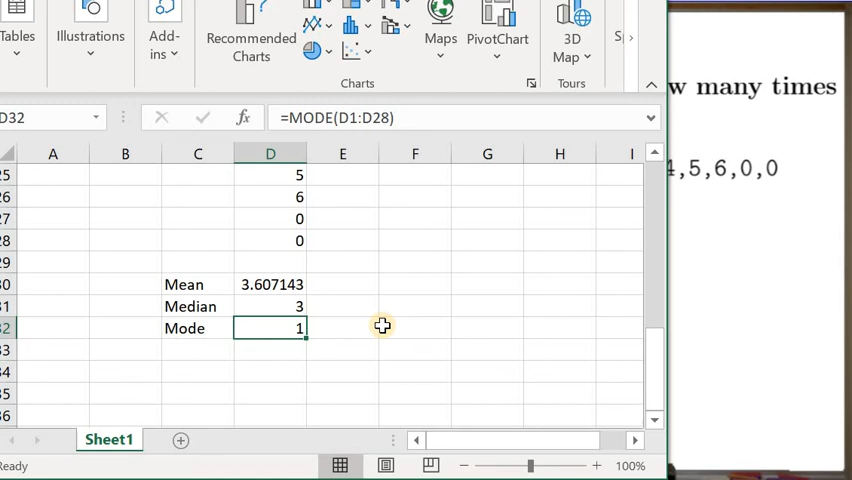 Tables
Illustrations
Add-
ins
Recommended
Charts
Maps
PivotChart
3D
Map
Charts
Tours
w many times
D32
fx
=MODE(D1:D28)
A B C D E F G H I
25 5
26 6
27 0
28 0
29
30 Mean 3.607143
31 Median 3
32 Mode 1
33
34
35
36
4,5,6,0,0
Sheet1
Ready
100%